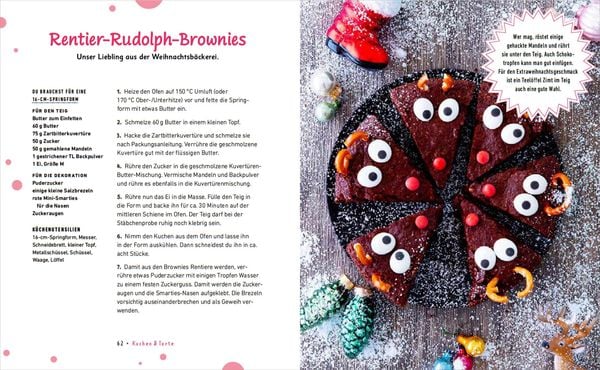 Rentier-Rudolph-Brownies
Unser Liebling aus der Weihnachtsbäckerei.
DU BRAUCHST FÜR EINE
16-CM-SPRINGFORM
FÜR DEN TEIG
Butter zum Einfetten
60 g Butter
75 g Zartbitterkuvertüre
50 g Zucker
50 g gemahlene Mandeln
1 gestrichener TL Backpulver
1 Ei, Größe M
FÜR DIE DEKORATION
Puderzucker
einige kleine Salzbrezeln
rote Mini-Smarties
für die Nasen
Zuckeraugen
KÜCHENUTENSILIEN
16-cm-Springform, Messer,
Schneidebrett, kleiner Topf,
Metallschüssel, Schüssel,
Waage, Löffel
1. Heize den Ofen auf 150 °C Umluft (oder
170 °C Ober-/Unterhitze) vor und fette die Spring-
form mit etwas Butter ein.
2. Schmelze 60 g Butter in einem kleinen Topf.
3. Hacke die Zartbitterkuvertüre und schmelze sie
nach Packungsanleitung. Verrühre die geschmolzene
Kuvertüre gut mit der flüssigen Butter.
4. Rühre den Zucker in die geschmolzene Kuvertüren-
Butter-Mischung. Vermische Mandeln und Backpulver
und rühre es ebenfalls in die Kuvertürenmischung.
5. Rühre nun das Ei in die Masse. Fülle den Teig in
die Form und backe ihn für ca. 30 Minuten auf der
mittleren Schiene im Ofen. Der Teig darf bei der
Stäbchenprobe ruhig noch klebrig sein.
6. Nimm den Kuchen aus dem Ofen und lasse ihn
in der Form auskühlen. Dann schneidest du ihn in ca.
acht Stücke.
7. Damit aus den Brownies Rentiere werden, ver-
rühre etwas Puderzucker mit einigen Tropfen Wasser
zu einem festen Zuckerguss. Damit werden die Zucker-
augen und die Smarties-Nasen aufgeklebt. Die Brezeln
vorsichtig auseinanderbrechen und als Geweih ver-
wenden.
62 • Kuchen & Torte
Wer mag, röstet einige
gehackte Mandeln und rührt
sie unter den Teig. Auch Schoko-
tropfen kann man gut einfügen.
Für den Extraweihnachtsgeschmack
ist ein Teelöffel Zimt im Teig
auch eine gute Wahl.